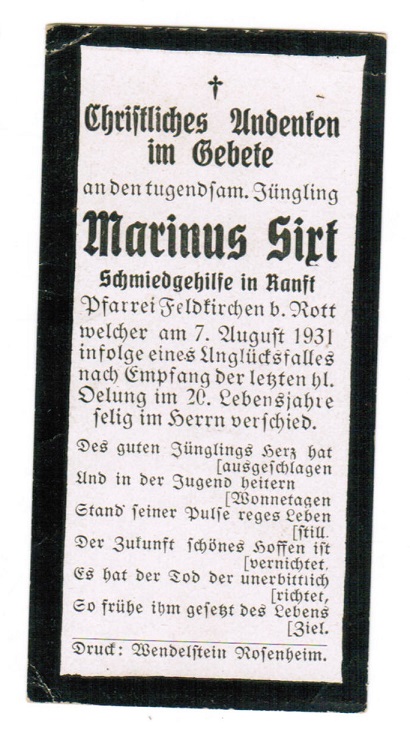 †
Christliches Andenken
im Gebete
an den tugendsam. Jüngling
Marinus Sixt
Schmiedgehilfe in Ranft
Pfarrei Feldkirchen b. Rott
welcher am 7. August 1931
infolge eines Unglücksfalles
nach Empfang der letzten hl.
Oelung im 20. Lebensjahre
selig im Herrn verschied.
Des guten Jünglings Herz hat
[ausgeschlagen
Und in der Jugend heitern
[Wonnetagen
Stand seiner Pulse reges Leben
[still.
Der Zukunft schönes Hoffen ist
[vernichtet.
Es hat der Tod der unerbittlich
[richtet,
So frühe ihm gesetzt des Lebens
[Ziel.
Druck: Wendelstein Rosenheim.